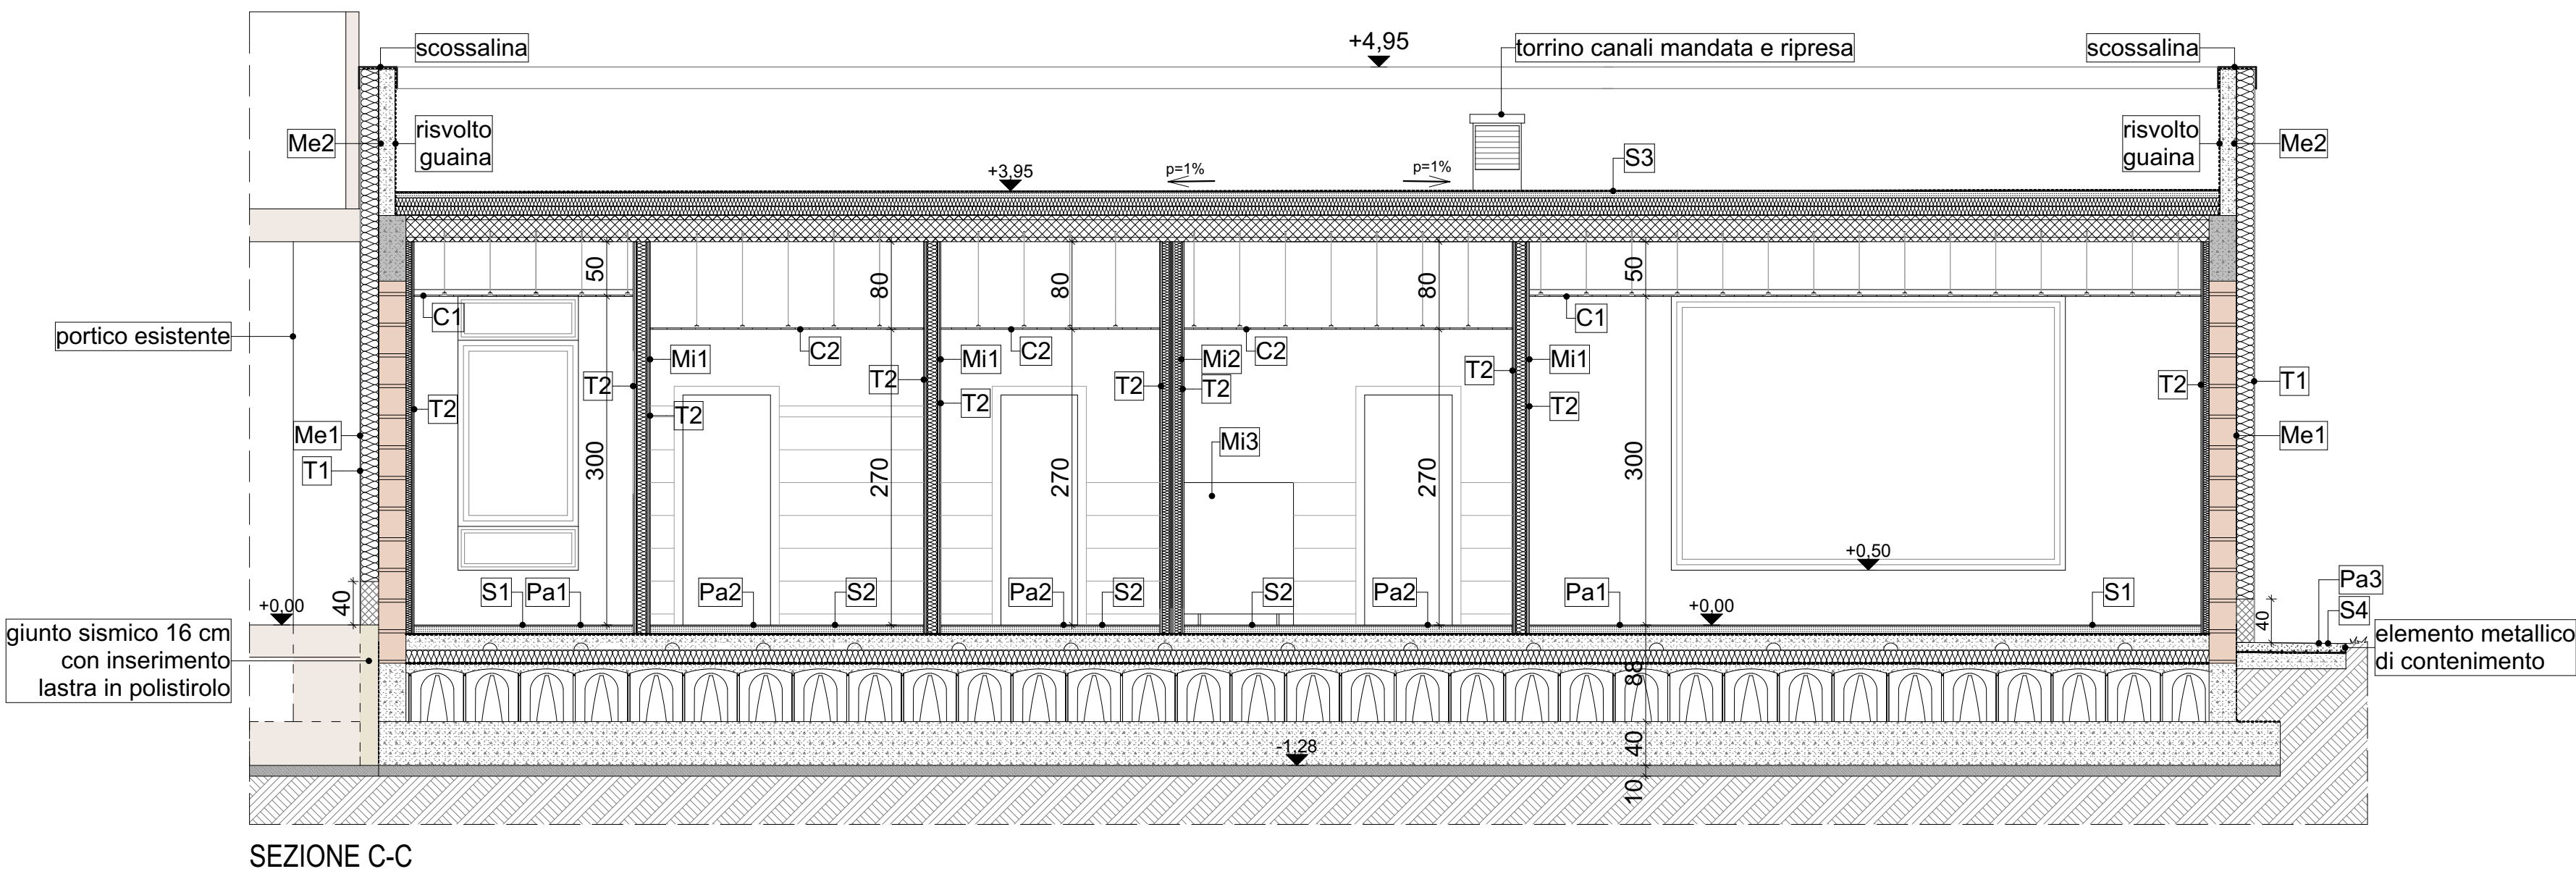 scossalina
+4,95
torrino canali mandata e ripresa
scossalina
Me2
risvolto
guaina
risvolto
guaina
Me2
+3,95
p=1%
p=1%
S3
50
80
80
80
50
C1
C2
C2
C2
C1
portico esistente
Mi1
Mi1
Mi2
Mi1
T2
T2
T2
T2
T2
T2
T2
T2
T2
T2
T1
Me1
T1
Me1
Mi3
300
270
270
270
300
+0,50
S1
Pa1
Pa2
S2
Pa2
S2
S2
Pa2
Pa1
S1
Pa3
S4
40
40
+0,00
+0,00
giunto sismico 16 cm
con inserimento
lastra in polistirolo
elemento metallico
di contenimento
88
-1,28
40
10
SEZIONE C-C